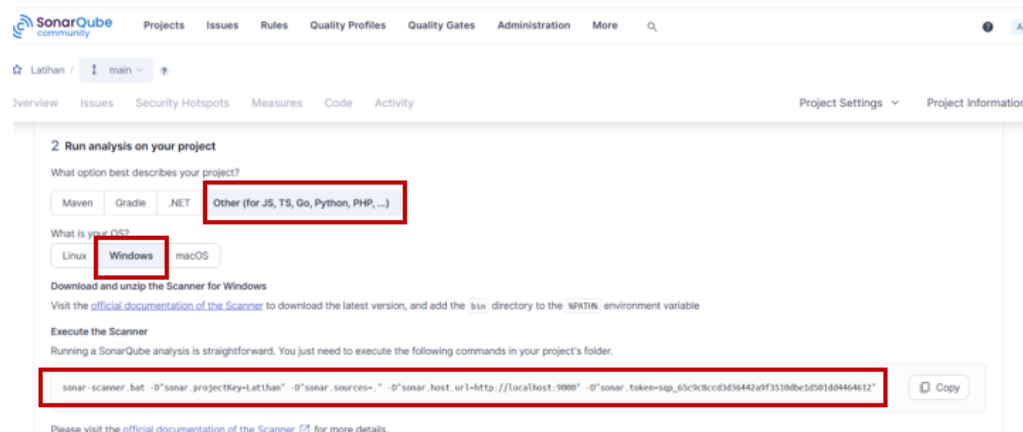 SonarQube community Projects Issues Rules Quality Profiles Quality Gates Administration More
Latihan / main
Overview Issues Security Hotspots Measures Code Activity Project Settings Project Information
2 Run analysis on your project
What option best describes your project?
Maven Gradle .NET Other (for JS, TS, Go, Python, PHP, ...)
What is your OS?
Linux Windows macOS
Download and unzip the Scanner for Windows
Visit the official documentation of the Scanner to download the latest version, and add the bin directory to the %PATH% environment variable
Execute the Scanner
Running a SonarQube analysis is straightforward. You just need to execute the following commands in your project's folder.
sonar-scanner.bat -D"sonar.projectKey=Latihan" -D"sonar.sources=." -D"sonar.host.url=http://localhost:9000" -D"sonar.token=sqp_65c9c8ccd3d36442a9f3510dbe1d501dd4464612"
Copy
Please visit the official documentation of the Scanner for more details.